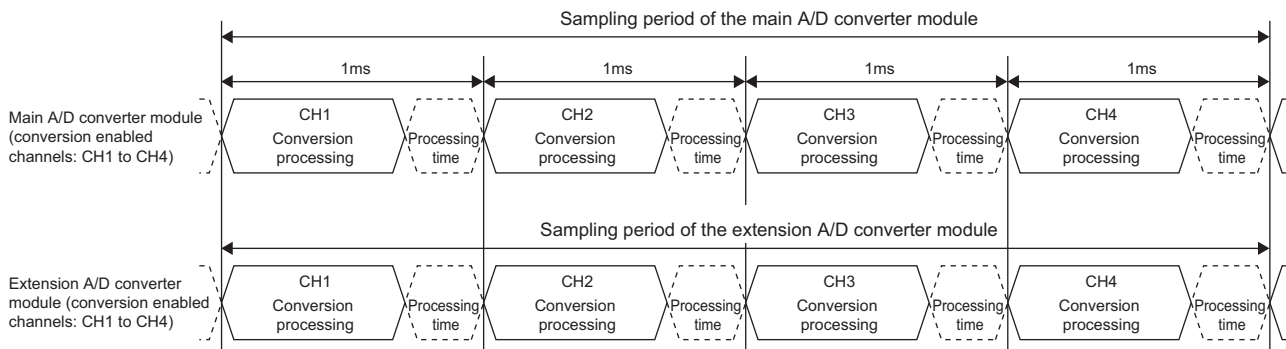 Sampling period of the main A/D converter module
1ms
1ms
1ms
1ms
Main A/D converter module
(conversion enabled
channels: CH1 to CH4)
CH1
Conversion
processing
Processing
time
CH2
Conversion
processing
Processing
time
CH3
Conversion
processing
Processing
time
CH4
Conversion
processing
Processing
time
Sampling period of the extension A/D converter module
Extension A/D converter
module (conversion enabled
channels: CH1 to CH4)
CH1
Conversion
processing
Processing
time
CH2
Conversion
processing
Processing
time
CH3
Conversion
processing
Processing
time
CH4
Conversion
processing
Processing
time